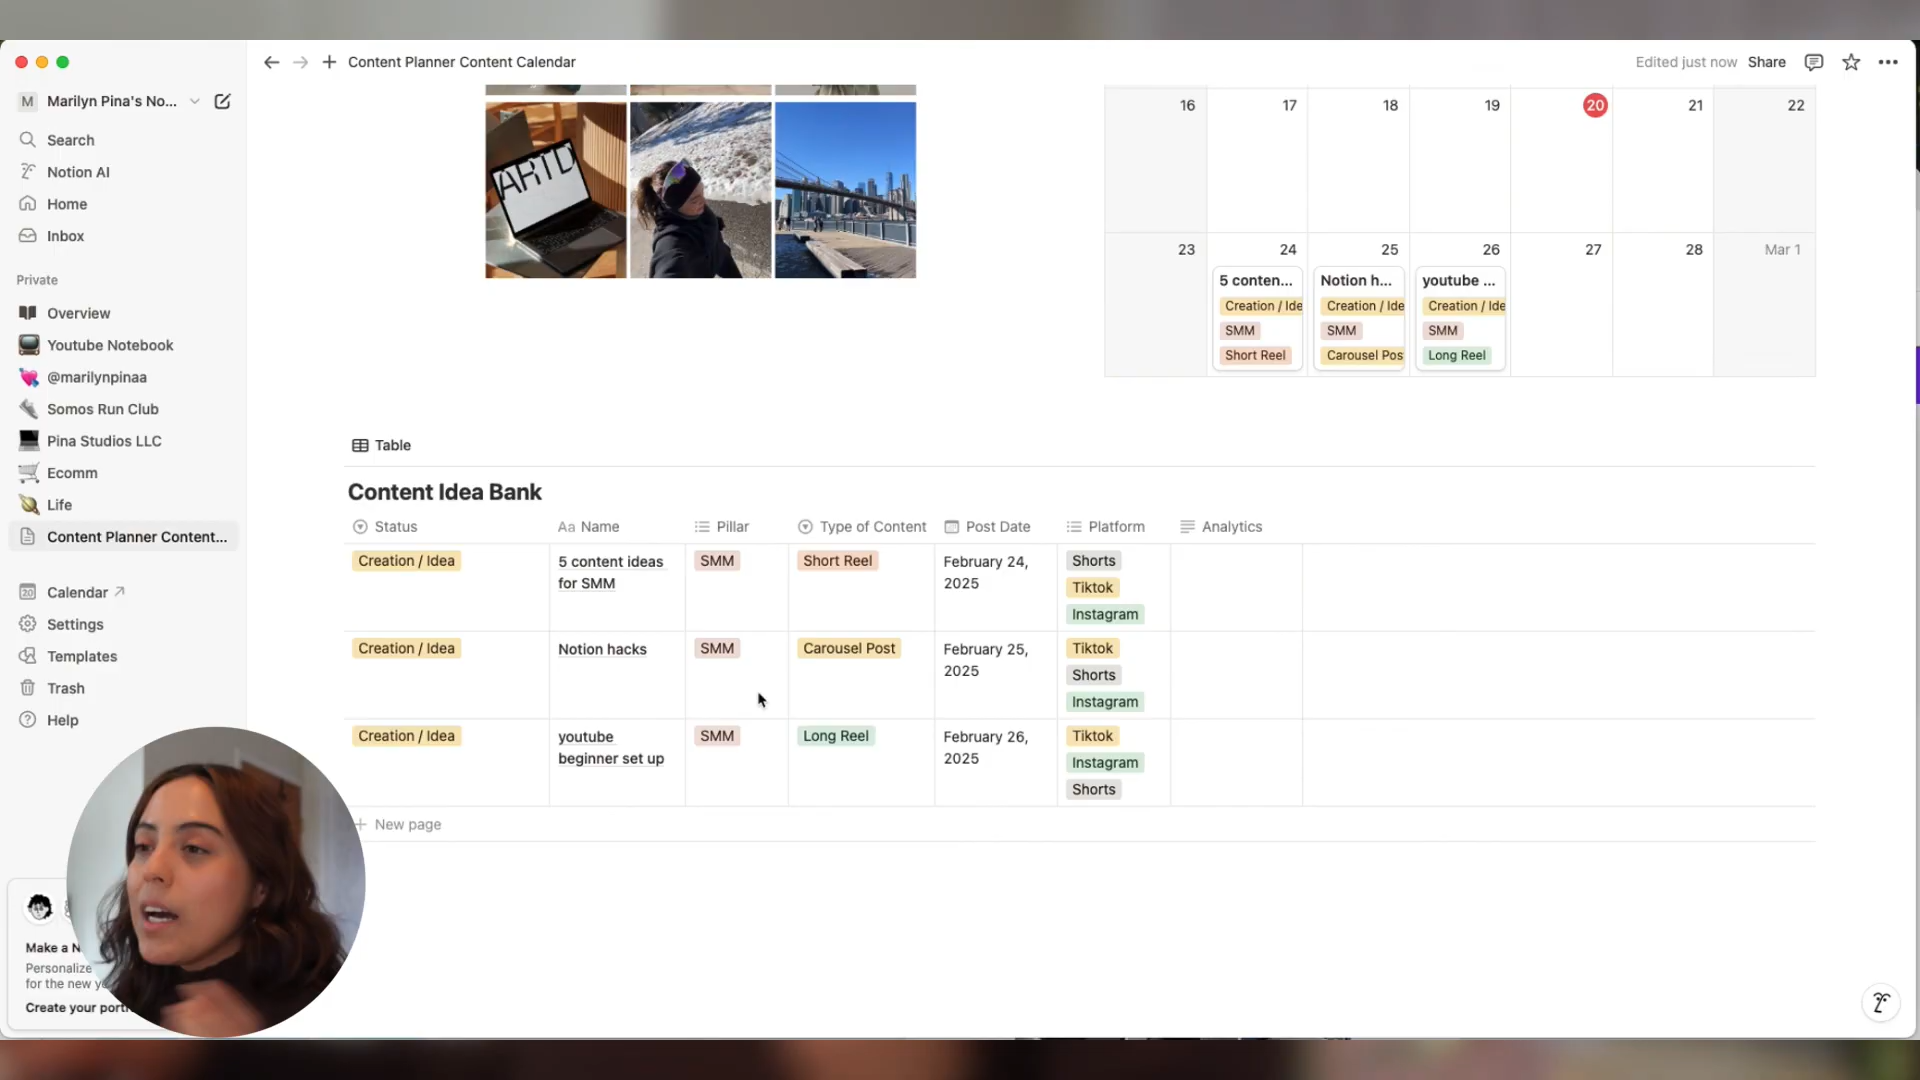 Content Planner Content Calendar
Edited just now Share
M Marilyn Pina's No...
Search
Notion AI
Home
Inbox
Private
Overview
Youtube Notebook
@marilynpinaa
Somos Run Club
Pina Studios LLC
Ecomm
Life
Content Planner Content...
20 Calendar
Settings
Templates
Trash
Help
Make a N
Personalize
for the new
Create your
ARTD
16 17 18 19 20 21 22
23 24 25 26 27 28 Mar 1
5 conten...
Creation / Ide
SMM
Short Reel
Notion h...
Creation / Ide
SMM
Carousel Pos
youtube ...
Creation / Ide
SMM
Long Reel
Table
Content Idea Bank
Status Aa Name Pillar Type of Content Post Date Platform Analytics
Creation / Idea
5 content ideas
for SMM
SMM
Short Reel
February 24,
2025
Shorts
Tiktok
Instagram
Creation / Idea
Notion hacks
SMM
Carousel Post
February 25,
2025
Tiktok
Shorts
Instagram
Creation / Idea
youtube
beginner set up
SMM
Long Reel
February 26,
2025
Tiktok
Instagram
Shorts
New page